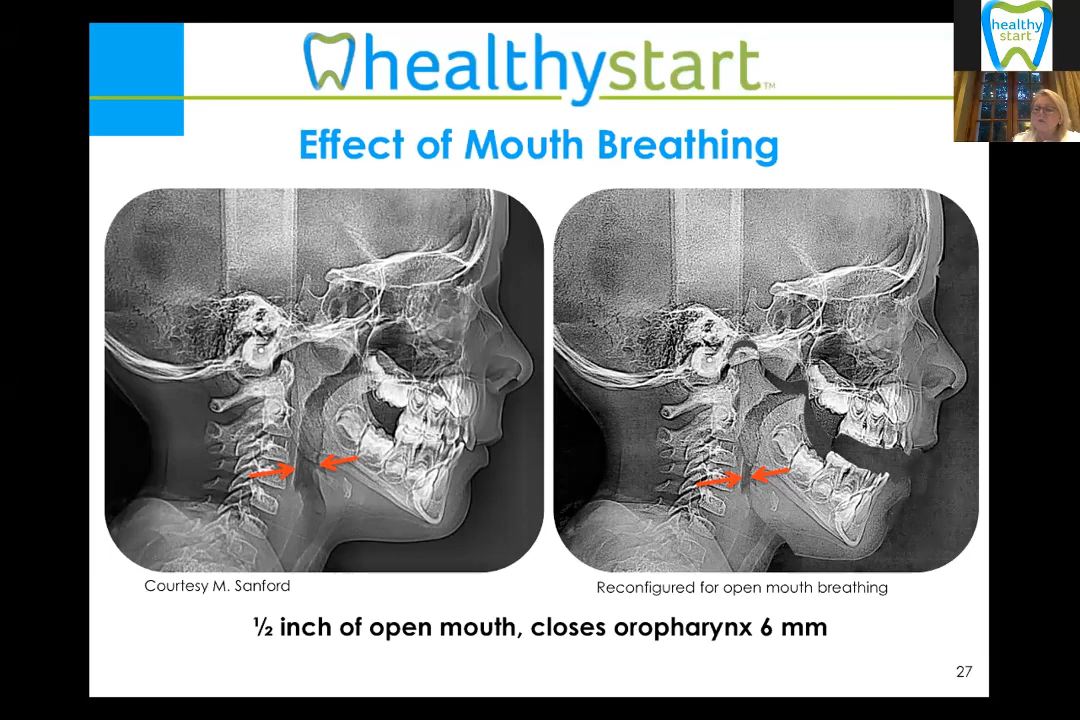 healthystart™
healthy
start
Effect of Mouth Breathing
Courtesy M. Sanford
Reconfigured for open mouth breathing
½ inch of open mouth, closes oropharynx 6 mm
27